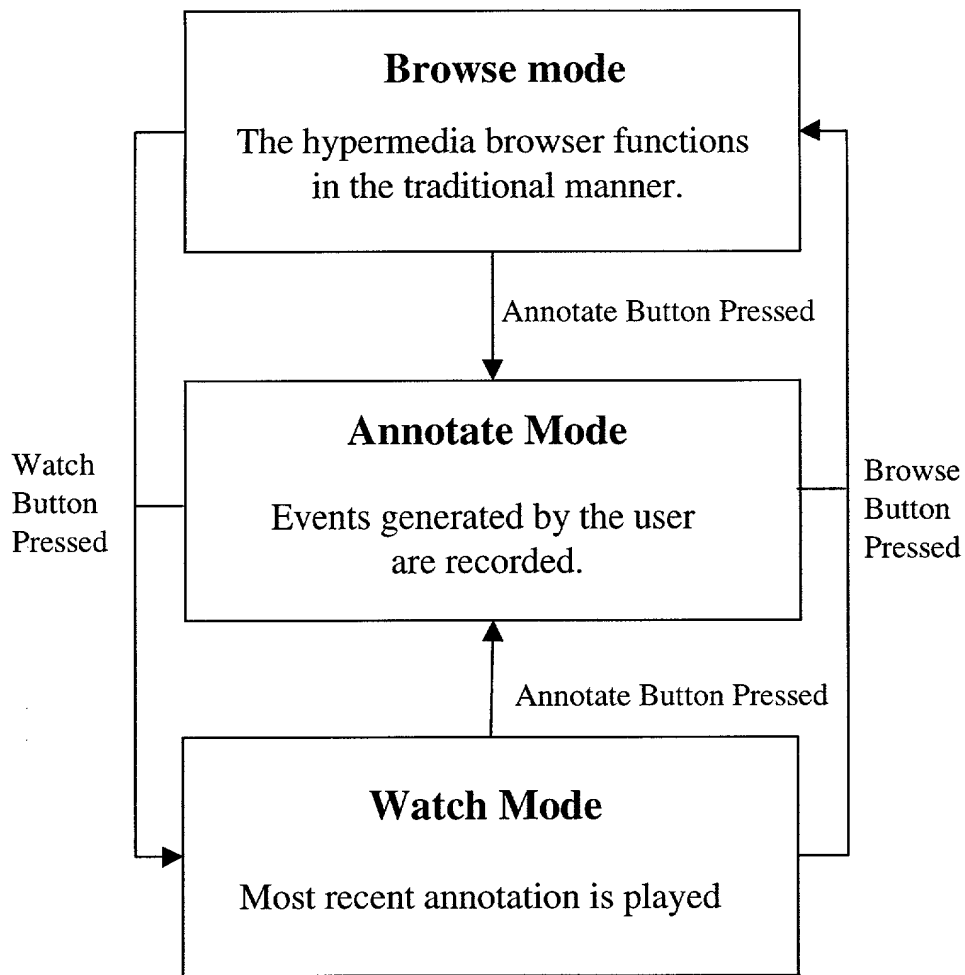 Browse mode
The hypermedia browser functions
in the traditional manner.
Annotate Button Pressed
Annotate Mode
Events generated by the user
are recorded.
Watch
Button
Pressed
Browse
Button
Pressed
Annotate Button Pressed
Watch Mode
Most recent annotation is played